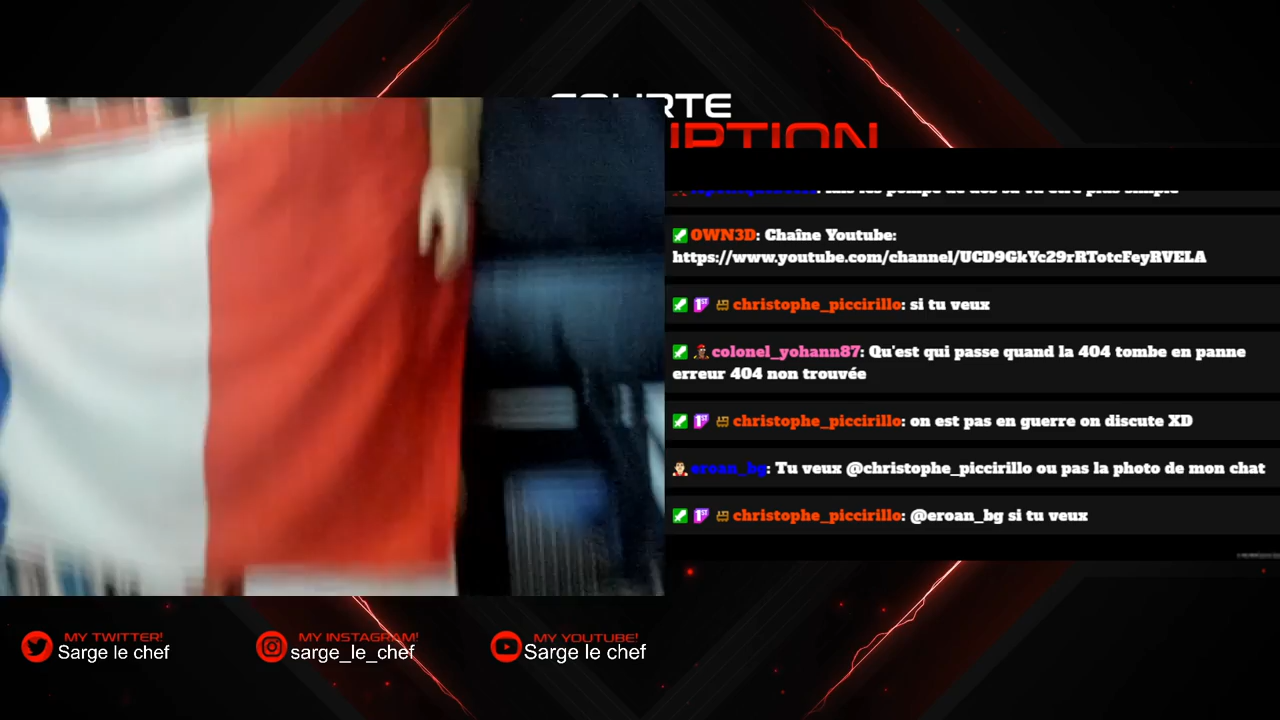 RTE
IPTION
OWN3D: Chaîne Youtube:
https://www.youtube.com/channel/UCD9GkYc29rRTotcFeyRVELA
christophe_piccirillo: si tu veux
colonel_yohann87: Qu'est qui passe quand la 404 tombe en panne
erreur 404 non trouvée
christophe_piccirillo: on est pas en guerre on discute XD
eroan_bg: Tu veux @christophe_piccirillo ou pas la photo de mon chat
christophe_piccirillo: @eroan_bg si tu veux
MY TWITTER!
Sarge le chef
MY INSTAGRAM!
sarge_le_chef
MY YOUTUBE!
Sarge le chef